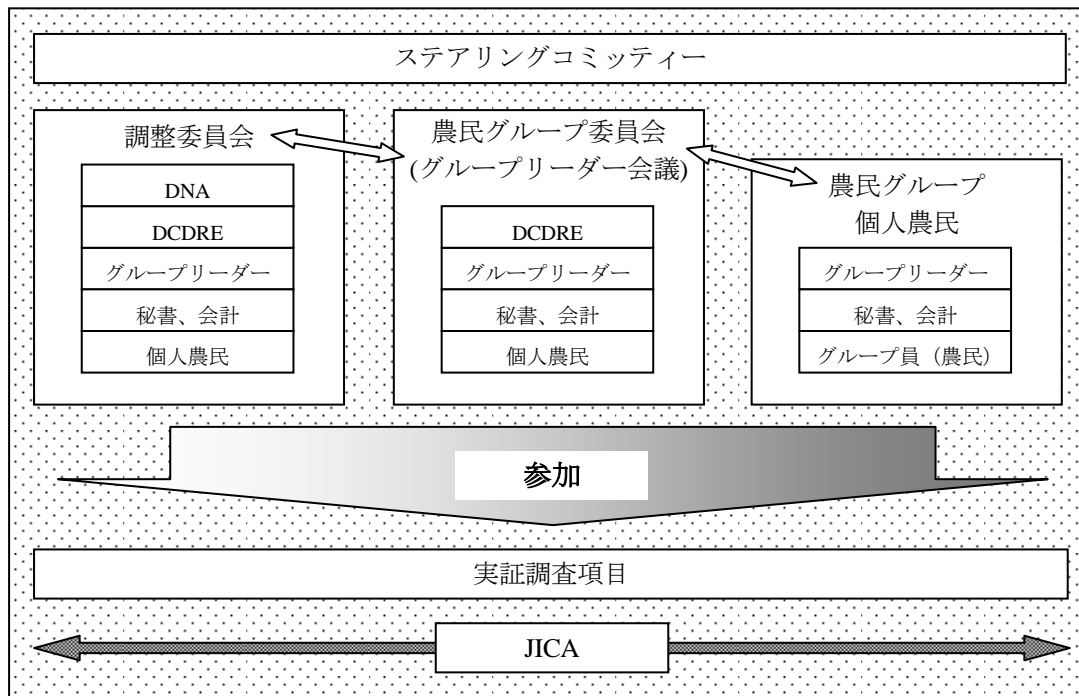 ステアリングコミッティー
調整委員会
DNA
DCDRE
グループリーダー
秘書、会計
個人農民
農民グループ委員会
(グループリーダー会議)
DCDRE
グループリーダー
秘書、会計
個人農民
農民グループ
個人農民
グループリーダー
秘書、会計
グループ員（農民）
参加
実証調査項目
JICA